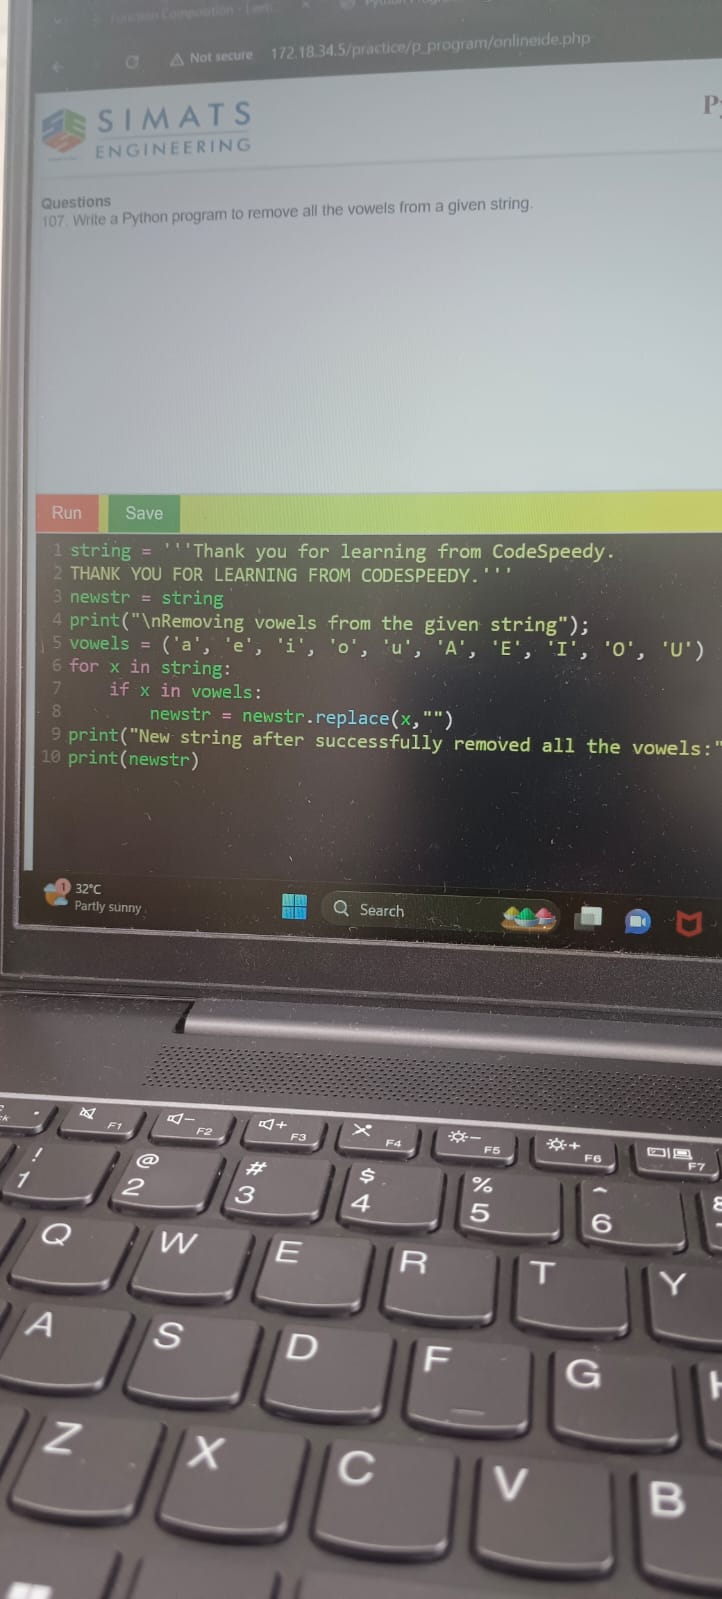 Function Composition - Leet...
Not secure 172.18.34.5/practice/p_program/onlineide.php
SIMATS
ENGINEERING
Questions
107. Write a Python program to remove all the vowels from a given string.
Run Save
1 string = '''Thank you for learning from CodeSpeedy.
2 THANK YOU FOR LEARNING FROM CODESPEEDY.'''
3 newstr = string
4 print("\nRemoving vowels from the given string");
5 vowels = ('a', 'e', 'i', 'o', 'u', 'A', 'E', 'I', 'O', 'U')
6 for x in string:
7 if x in vowels:
8 newstr = newstr.replace(x,"")
9 print("New string after successfully removed all the vowels:"
10 print(newstr)
1 32°C
Partly sunny
Search
F1 F2 F3 F4 F5 F6 F7
! @ # $ % ^
1 2 3 4 5 6
Q W E R T Y
A S D F G
Z X C V B